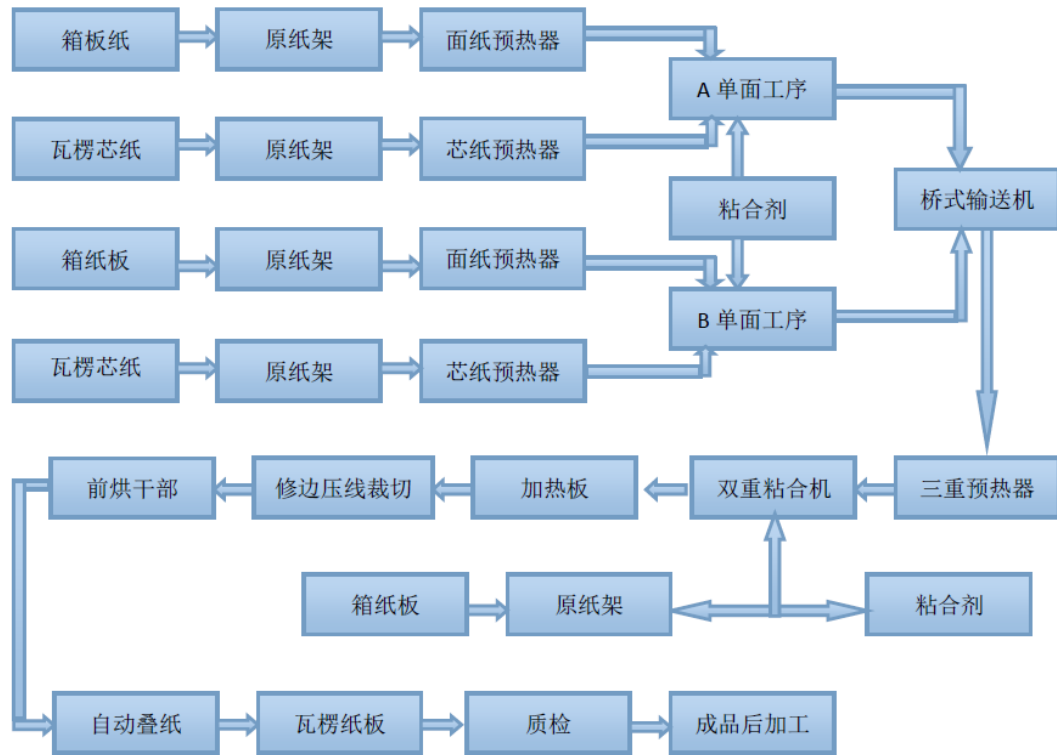 箱板纸
原纸架
面纸预热器
A 单面工序
瓦楞芯纸
原纸架
芯纸预热器
粘合剂
桥式输送机
箱纸板
原纸架
面纸预热器
B 单面工序
瓦楞芯纸
原纸架
芯纸预热器
前烘干部
修边压线裁切
加热板
双重粘合机
三重预热器
箱纸板
原纸架
粘合剂
自动叠纸
瓦楞纸板
质检
成品后加工